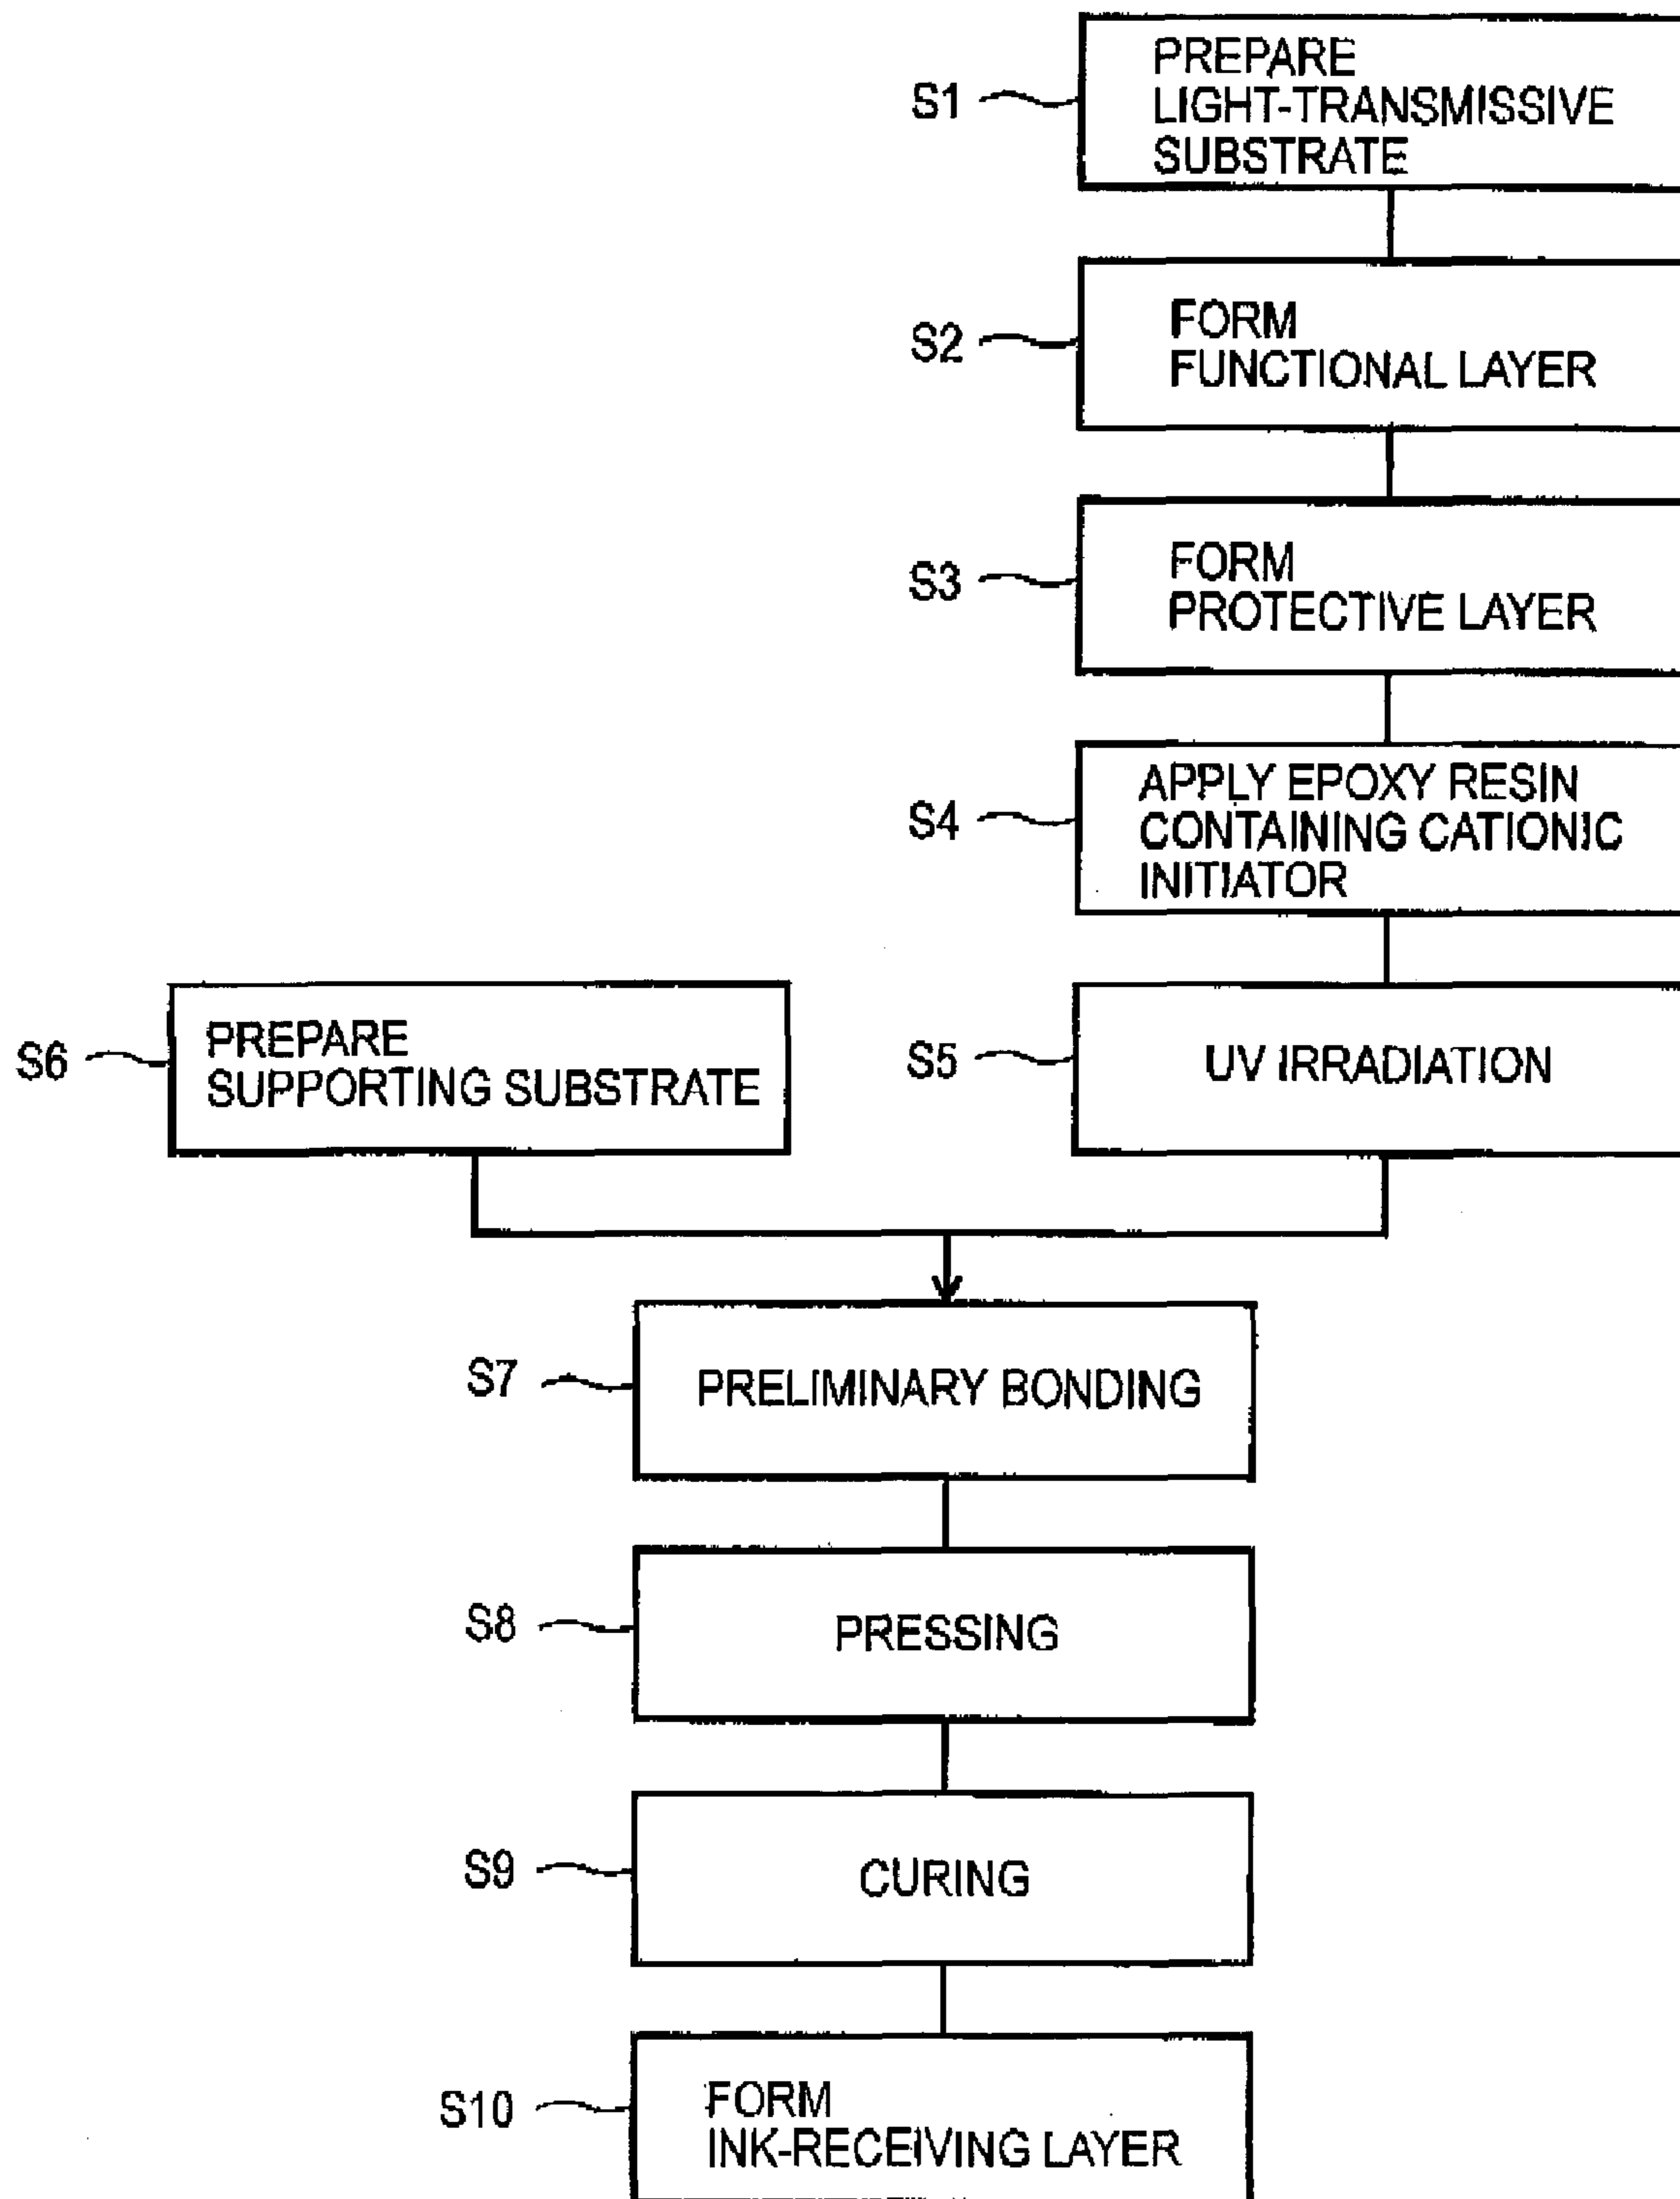 S1
PREPARE
LIGHT-TRANSMISSIVE
SUBSTRATE
S2
FORM
FUNCTIONAL LAYER
S3
FORM
PROTECTIVE LAYER
S4
APPLY EPOXY RESIN
CONTAINING CATIONIC
INITIATOR
S6
PREPARE
SUPPORTING SUBSTRATE
S5
UV IRRADIATION
S7
PRELIMINARY BONDING
S8
PRESSING
S9
CURING
S10
FORM
INK-RECEIVING LAYER